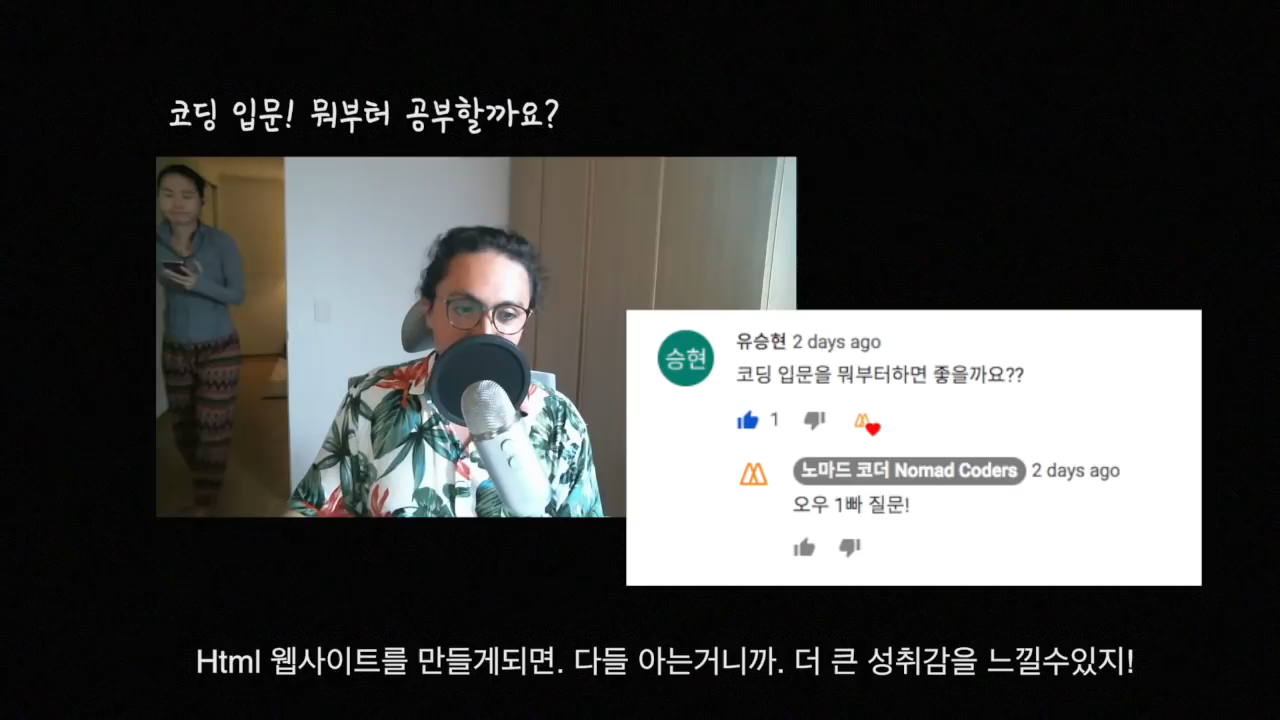 코딩 입문! 뭐부터 공부할까요?
승현
유승현 2 days ago
코딩 입문을 뭐부터하면 좋을까요??
1
노마드 코더 Nomad Coders 2 days ago
오우 1빠 질문!
Html 웹사이트를 만들게되면. 다들 아는거니까. 더 큰 성취감을 느낄수있지!